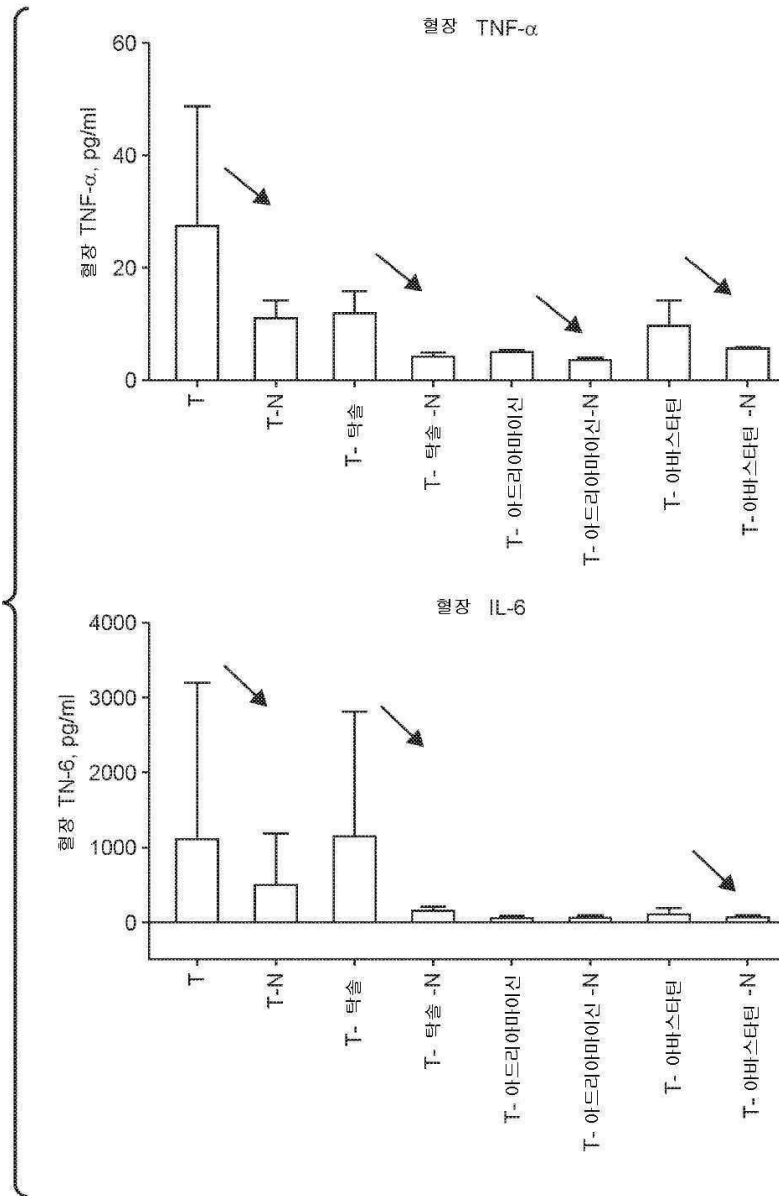 혈장 TNF-α
혈장 TNF-α, pg/ml
60
40
20
0
T
T-N
T- 탁솔
T- 탁솔 -N
T- 아드리아마이신
T- 아드리아마이신-N
T- 아바스타틴
T- 아바스타틴 -N
혈장 IL-6
혈장 TN-6, pg/ml
4000
3000
2000
1000
0
T
T-N
T- 탁솔
T- 탁솔 -N
T- 아드리아마이신
T- 아드리아마이신 -N
T- 아바스타틴
T- 아바스타틴 -N